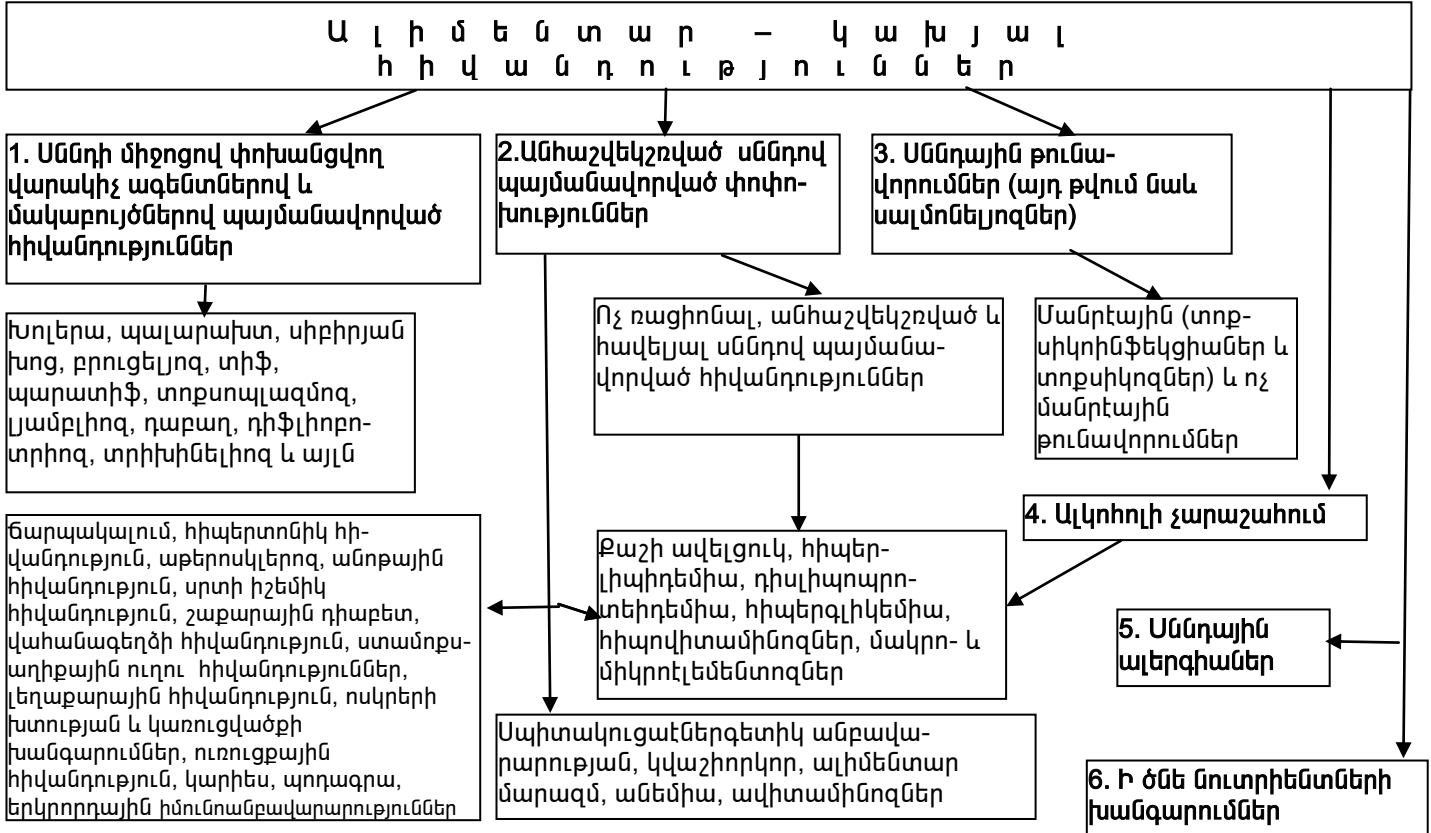 Ալիմենտար – կախյալ
հիվանդություններ
1. Սննդի միջոցով փոխանցվող
վարակիչ ագենտներով և
մակաբույծներով պայմանավորված
հիվանդություններ
2.Անհաշվեկշռված սննդով
պայմանավորված փոփո-
խություններ
3. Սննդային թունա-
վորումներ (այդ թվում նաև
սալմոնելյոզներ)
Խոլերա, պալարախտ, սիբիրյան
խոց, բրուցելյոզ, տիֆ,
պարատիֆ, տոքսոպլազմոզ,
լյամբլիոզ, դաբաղ, դիֆլիոբո-
տրիոզ, տրիխինելիոզ և այլն
Ոչ ռացիոնալ, անհաշվեկշռված և
հավելյալ սննդով պայմանա-
վորված հիվանդություններ
Մանրէային (տոք-
սիկոինֆեկցիաներ և
տոքսիկոզներ) և ոչ
մանրէային
թունավորումներ
4. Ալկոհոլի չարաշահում
Ճարպակալում, հիպերտոնիկ հի-
վանդություն, աթերոսկլերոզ, անոթային
հիվանդություն, սրտի իշեմիկ
հիվանդություն, շաքարային դիաբետ,
վահանագեղձի հիվանդություն, ստամոքս-
աղիքային ուղու հիվանդություններ,
լեղաքարային հիվանդություն, ոսկրերի
խտության և կառուցվածքի
խանգարումներ, ուռուցքային
հիվանդություն, կարիես, պոդագրա,
երկրորդային իմունոանբավարարություններ
Քաշի ավելցուկ, հիպեր-
լիպիդեմիա, դիսլիպոպրո-
տեիդեմիա, հիպերգլիկեմիա,
հիպովիտամինոզներ, մակրո- և
միկրոէլեմենտոզներ
5. Սննդային
ալերգիաներ
Սպիտակուցաէներգետիկ անբավա-
րարության, կվաշիորկոր, ալիմենտար
մարազմ, անեմիա, ավիտամինոզներ
6. Ի ծնե նուտրիենտների
խանգարումներ